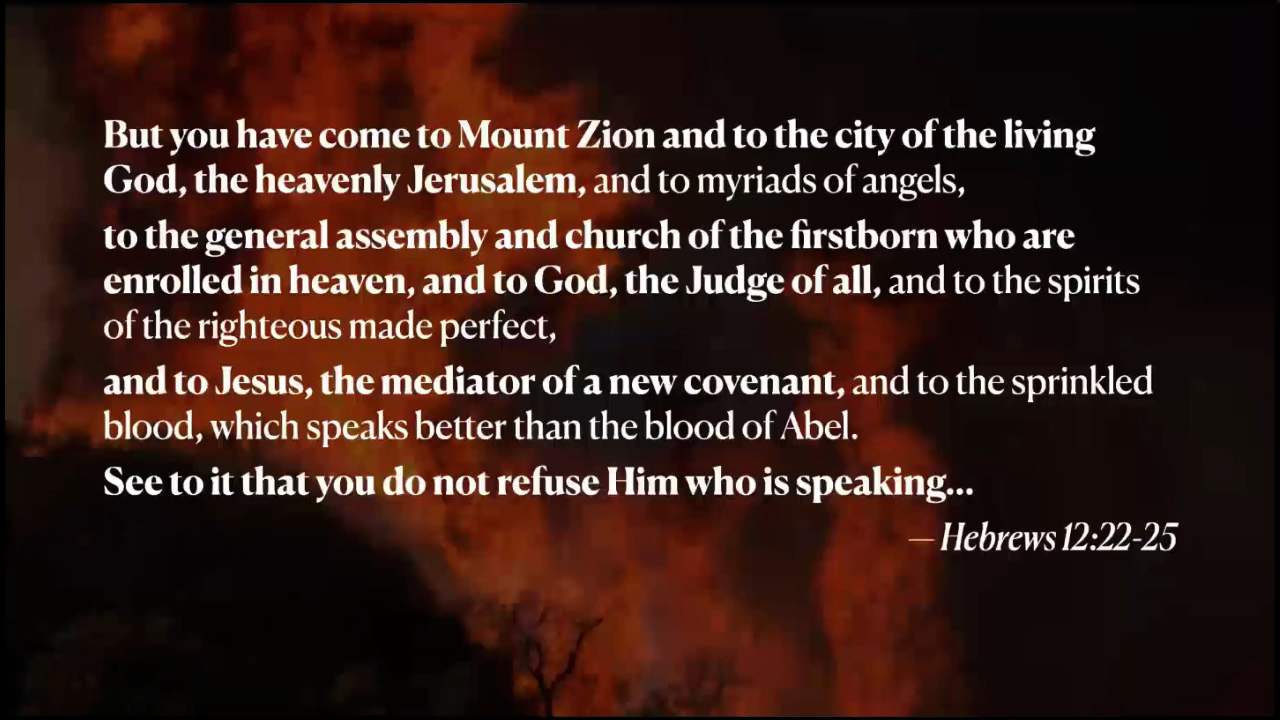 But you have come to Mount Zion and to the city of the living
God, the heavenly Jerusalem, and to myriads of angels,
to the general assembly and church of the firstborn who are
enrolled in heaven, and to God, the Judge of all, and to the spirits
of the righteous made perfect,
and to Jesus, the mediator of a new covenant, and to the sprinkled
blood, which speaks better than the blood of Abel.
See to it that you do not refuse Him who is speaking...
— Hebrews 12:22-25